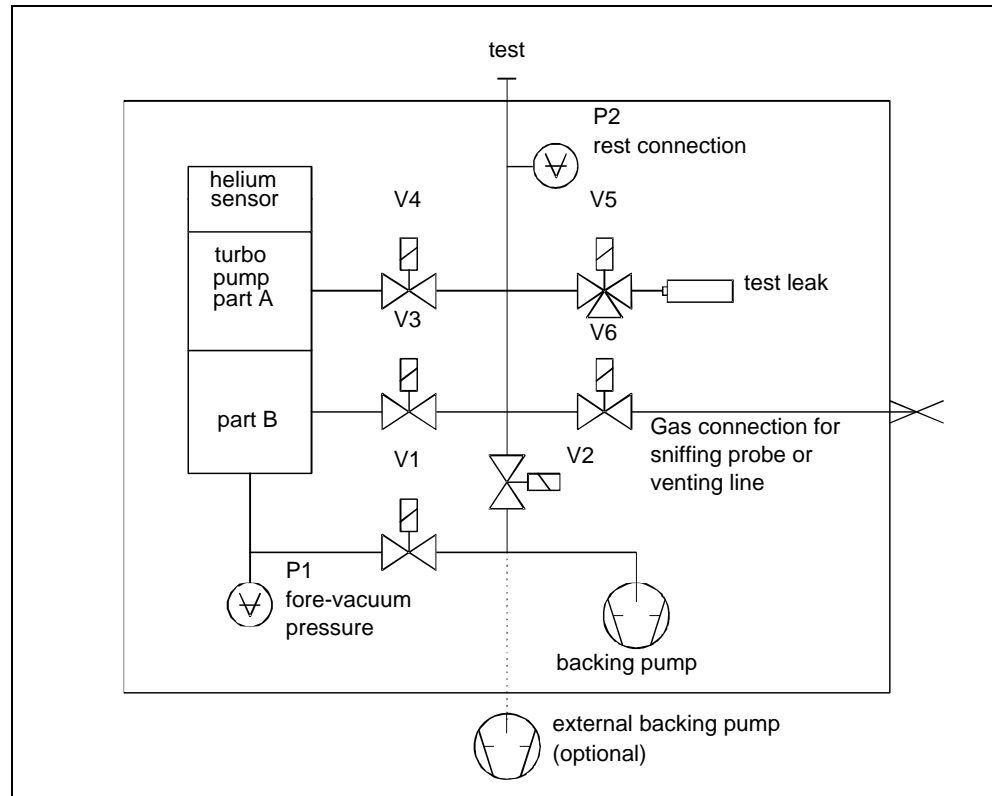 test
P2
rest connection
helium
sensor
V4
V5
turbo
pump
part A
test leak
V3
V6
part B
Gas connection for
sniffing probe or
venting line
V1
V2
P1
fore-vacuum
pressure
backing pump
external backing pump
(optional)